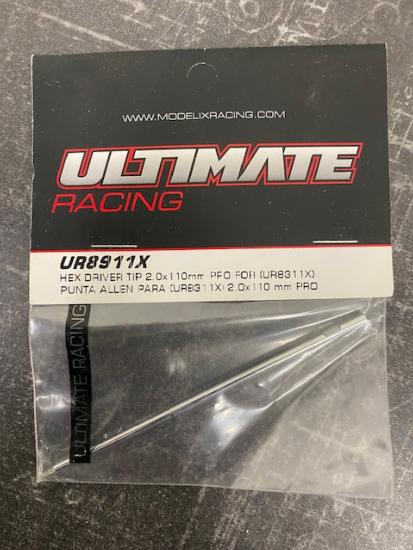 WWW.MODELIXRACING.COM
ULTIMATE
RACING
UR8911X
HEX DRIVER TIP 2.0x110mm PRO FOR (UR8311X)
PUNTA ALLEN PARA (UR8311X) 2.0x110 mm PRO
ULTIMATE RACING